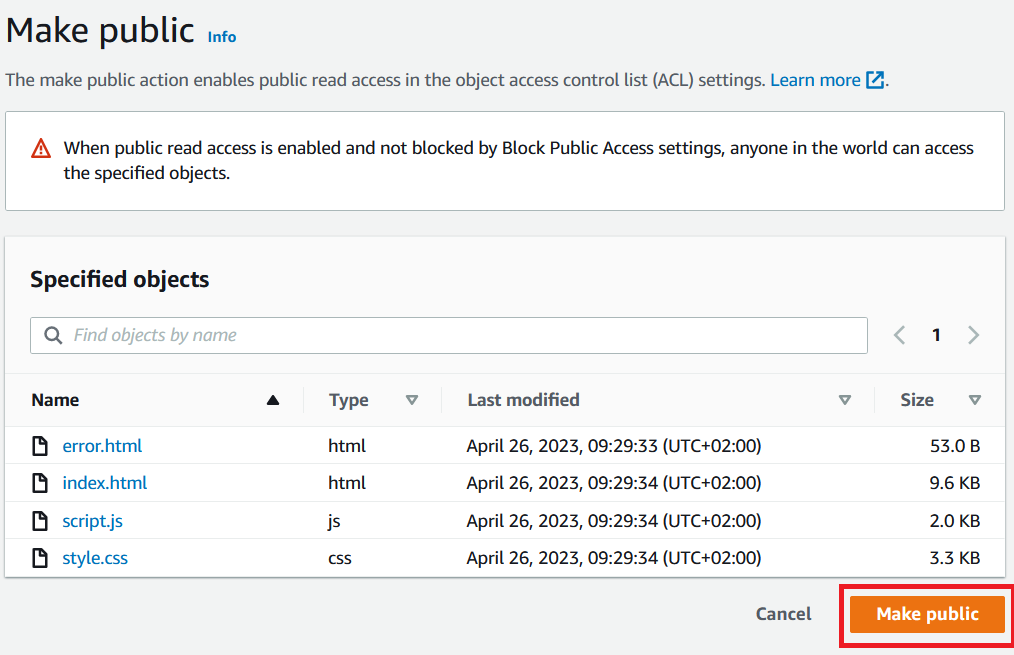 Make public Info
The make public action enables public read access in the object access control list (ACL) settings. Learn more.
When public read access is enabled and not blocked by Block Public Access settings, anyone in the world can access
the specified objects.
Specified objects
Find objects by name 1
Name Type Last modified Size
error.html html April 26, 2023, 09:29:33 (UTC+02:00) 53.0 B
index.html html April 26, 2023, 09:29:34 (UTC+02:00) 9.6 KB
script.js js April 26, 2023, 09:29:34 (UTC+02:00) 2.0 KB
style.css css April 26, 2023, 09:29:34 (UTC+02:00) 3.3 KB
Cancel Make public